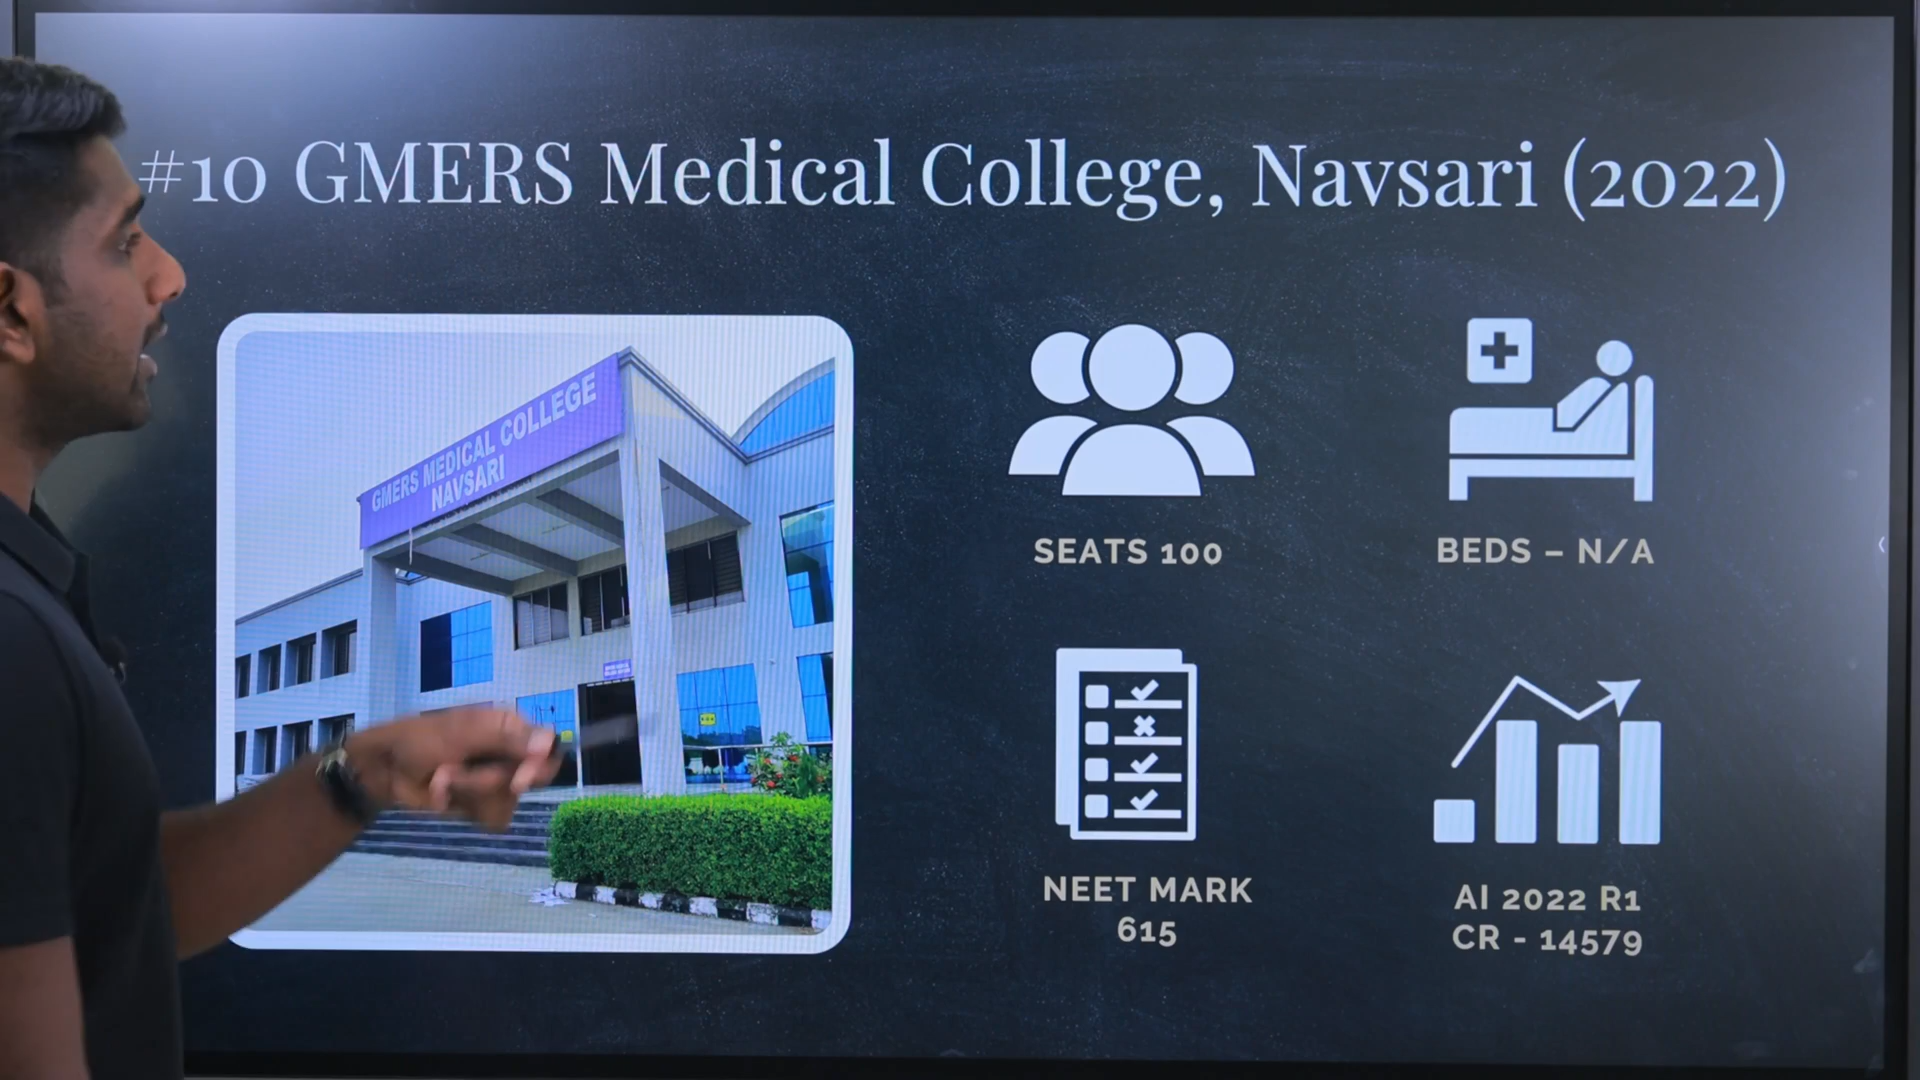 #10 GMERS Medical College, Navsari (2022)
GMERS MEDICAL COLLEGE
NAVSARI
SEATS 100
BEDS – N/A
NEET MARK
615
AI 2022 R1
CR - 14579